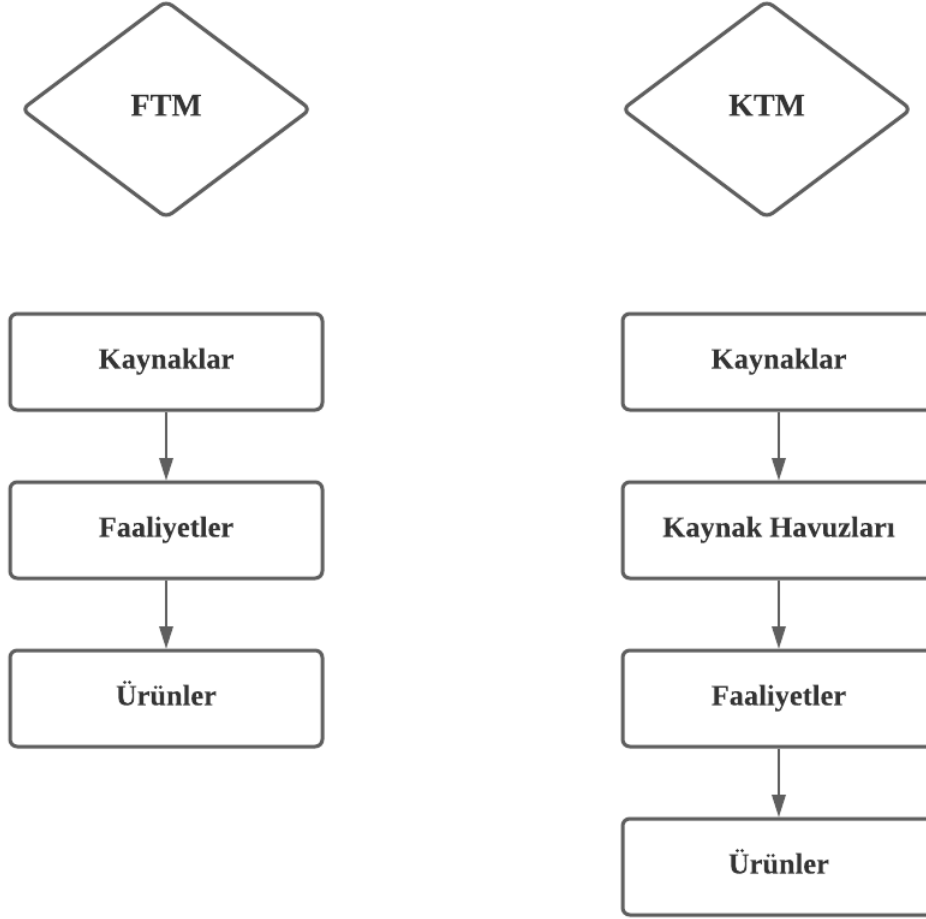 FTM
Kaynaklar
Faaliyetler
Ürünler
KTM
Kaynaklar
Kaynak Havuzları
Faaliyetler
Ürünler